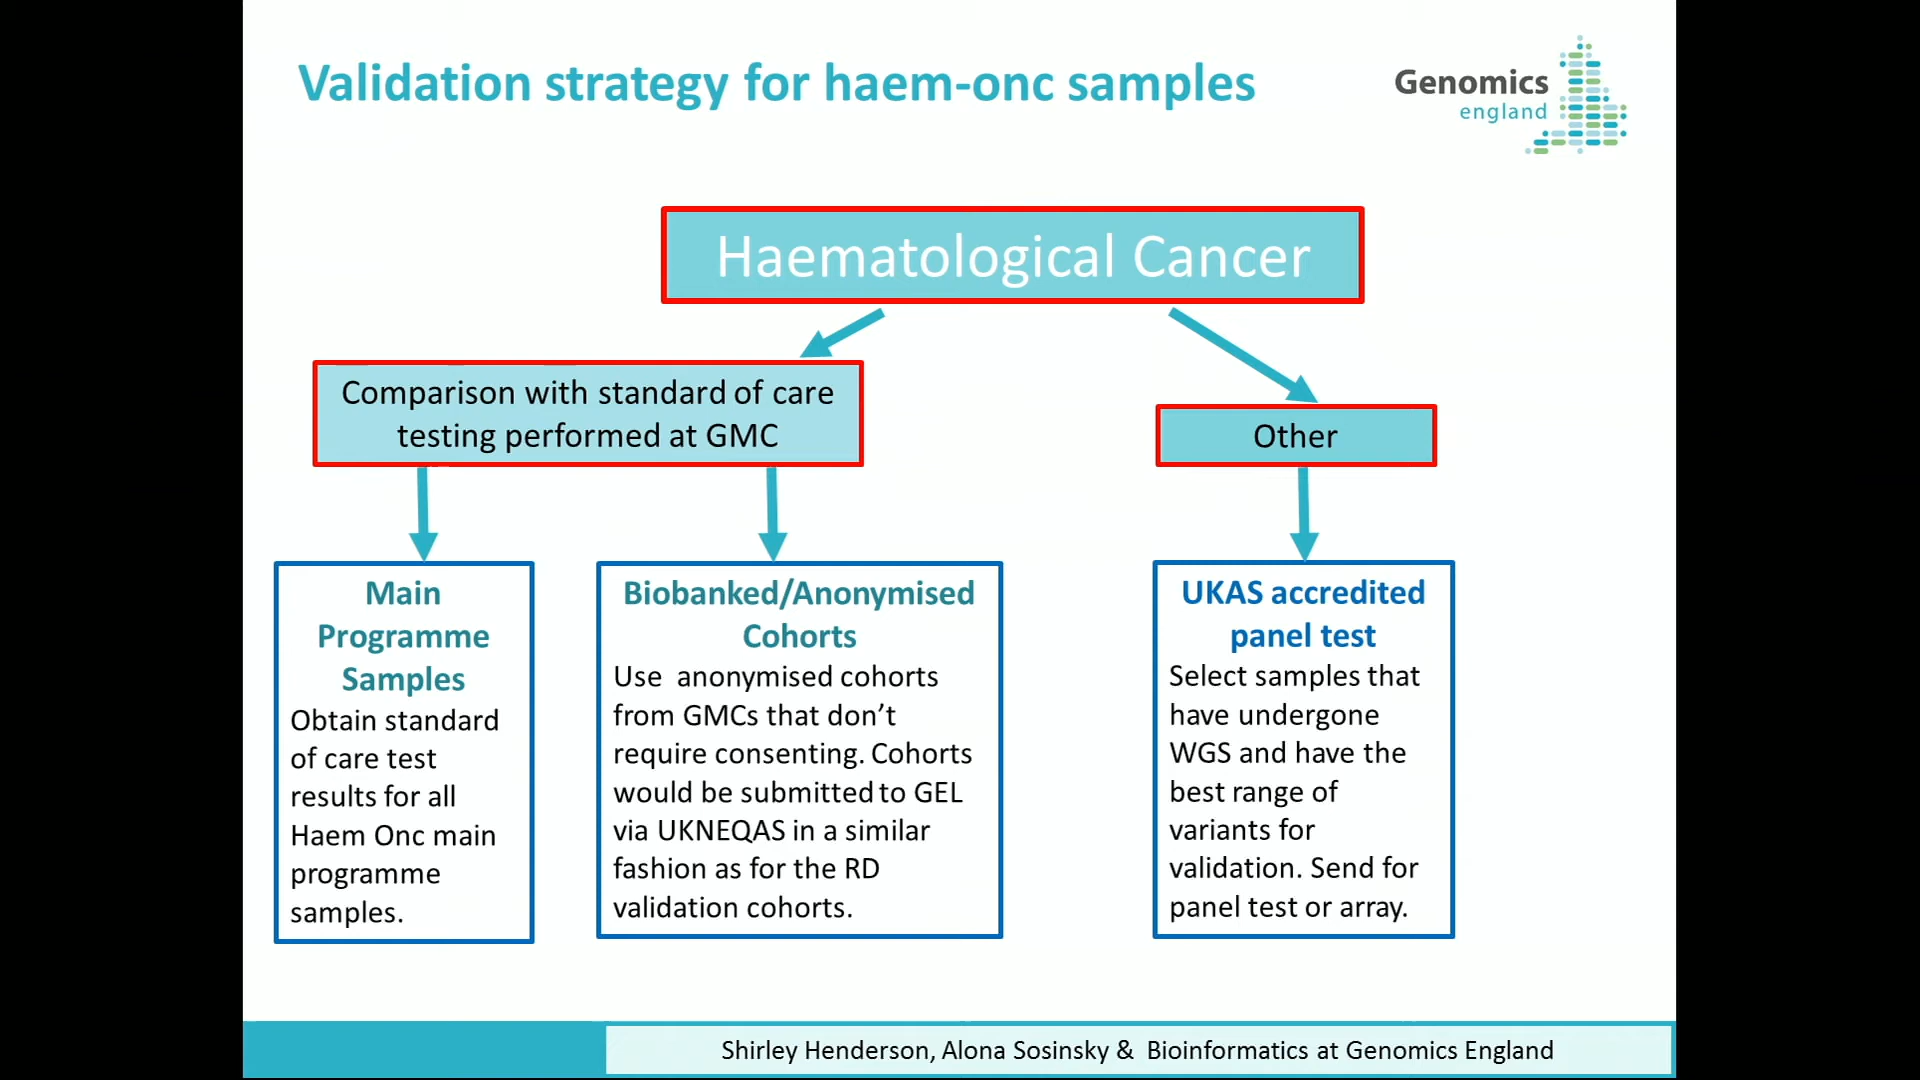 Validation strategy for haem-onc samples
Genomics
england
Haematological Cancer
Comparison with standard of care
testing performed at GMC
Other
Main
Programme
Samples
Obtain standard
of care test
results for all
Haem Onc main
programme
samples.
Biobanked/Anonymised
Cohorts
Use anonymised cohorts
from GMCs that don’t
require consenting. Cohorts
would be submitted to GEL
via UKNEQAS in a similar
fashion as for the RD
validation cohorts.
UKAS accredited
panel test
Select samples that
have undergone
WGS and have the
best range of
variants for
validation. Send for
panel test or array.
Shirley Henderson, Alona Sosinsky & Bioinformatics at Genomics England